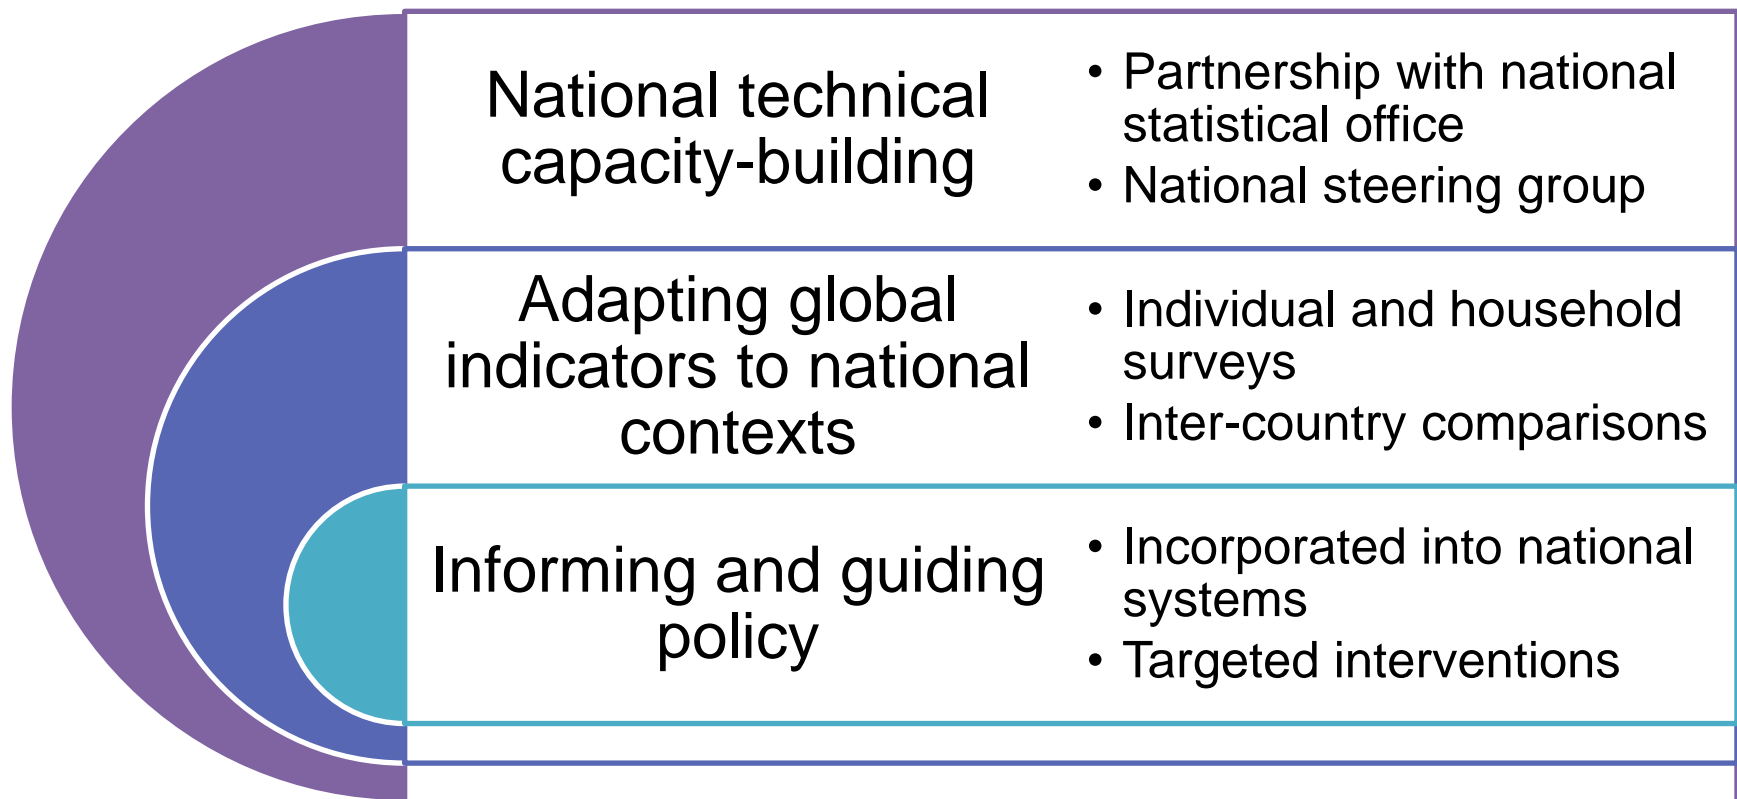 National technical
capacity-building
• Partnership with national
statistical office
• National steering group
Adapting global
indicators to national
contexts
• Individual and household
surveys
• Inter-country comparisons
Informing and guiding
policy
• Incorporated into national
systems
• Targeted interventions